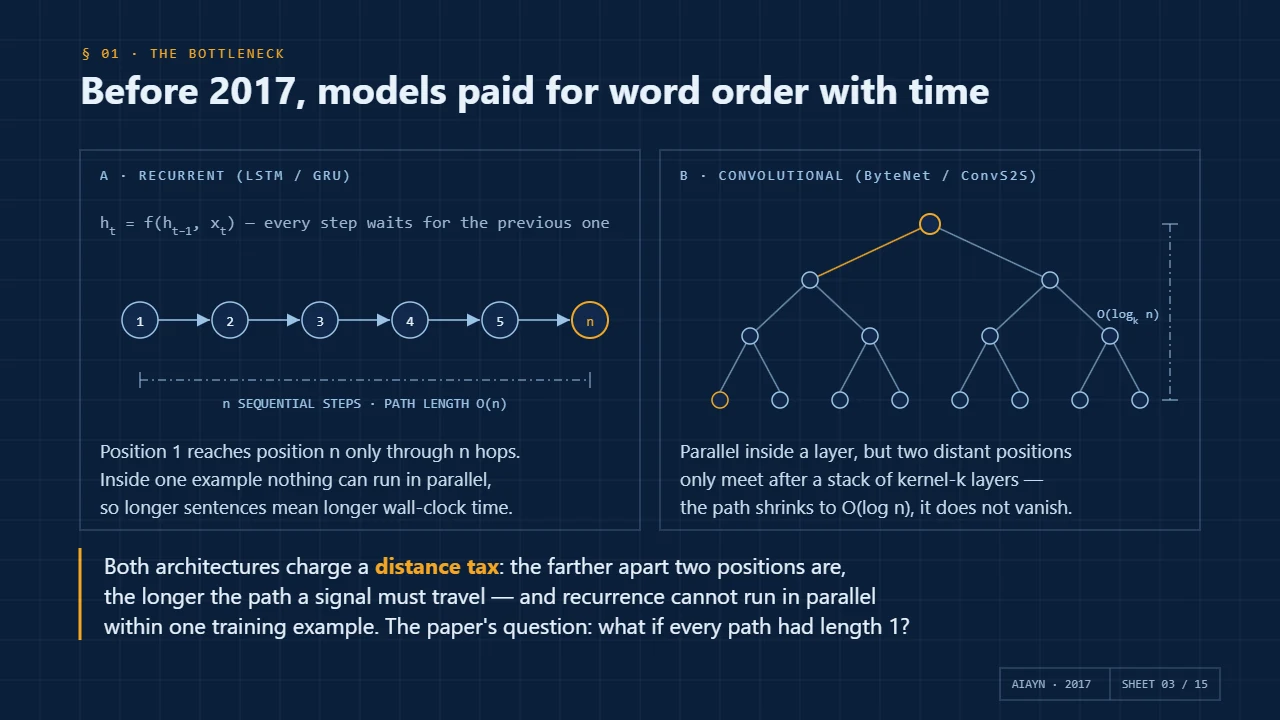 § 01 · THE BOTTLENECK
Before 2017, models paid for word order with time
A · RECURRENT (LSTM / GRU)
hₜ = f(hₜ₋₁, xₜ) — every step waits for the previous one
1 2 3 4 5 n
n SEQUENTIAL STEPS · PATH LENGTH O(n)
Position 1 reaches position n only through n hops.
Inside one example nothing can run in parallel,
so longer sentences mean longer wall-clock time.
B · CONVOLUTIONAL (ByteNet / ConvS2S)
O(logₖ n)
Parallel inside a layer, but two distant positions
only meet after a stack of kernel-k layers —
the path shrinks to O(log n), it does not vanish.
Both architectures charge a distance tax: the farther apart two positions are,
the longer the path a signal must travel — and recurrence cannot run in parallel
within one training example. The paper's question: what if every path had length 1?
AIAYN · 2017 SHEET 03 / 15